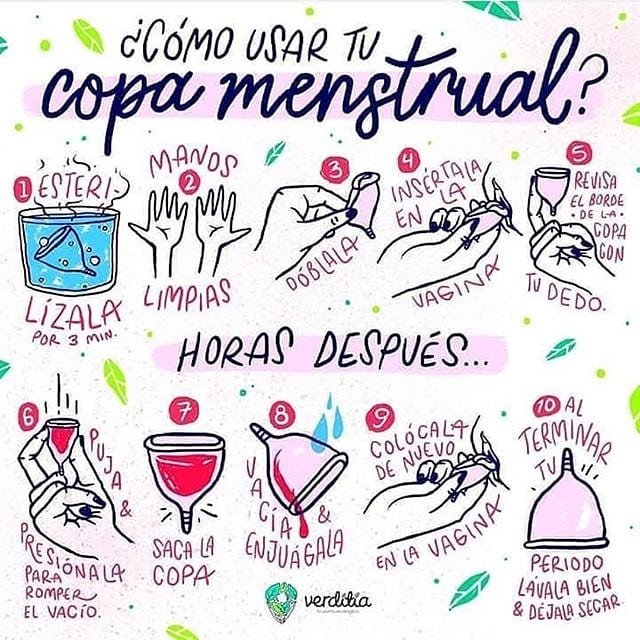 ¿CÓMO USAR TU
copa menstrual?
1 ESTERI-
LÍZALA
POR 3 MIN.
MANOS
2
LIMPIAS
3
DÓBLALA
4
INSÉRTALA
EN LA
VAGINA
5
REVISA
EL BORDE
· DE · LA ·
COPA
CON
TU DEDO.
HORAS DESPUÉS...
6
PUJA
&
PRESIÓNALA
PARA
ROMPER
EL VACÍO.
7
SACA LA
COPA
8
VACÍA &
ENJUÁGALA
9
COLÓCALA
DE NUEVO
EN LA VAGINA
10 AL
TERMINAR
TU
PERIODO
LÁVALA BIEN
& DÉJALA SECAR.
verditia